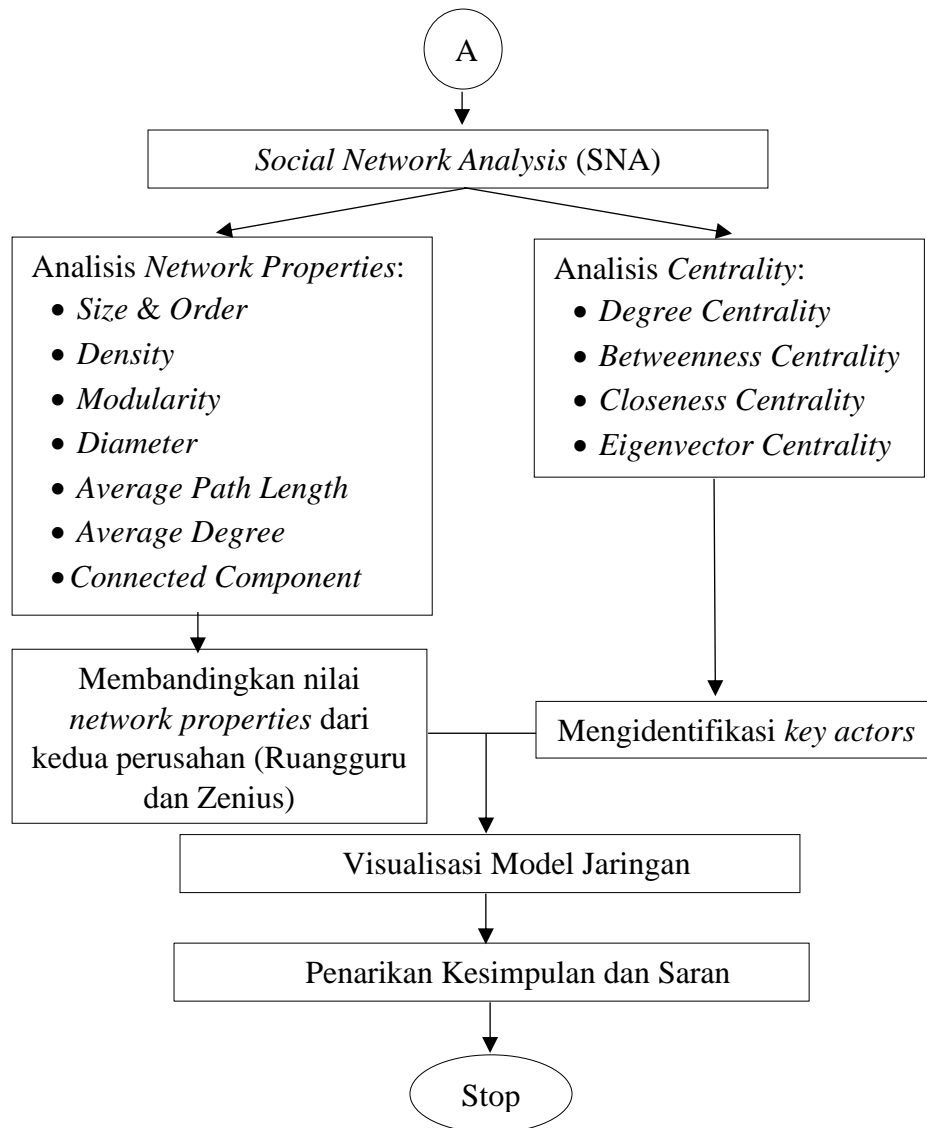 A
Social Network Analysis (SNA)
Analisis Network Properties:
• Size & Order
• Density
• Modularity
• Diameter
• Average Path Length
• Average Degree
• Connected Component
Analisis Centrality:
• Degree Centrality
• Betweenness Centrality
• Closeness Centrality
• Eigenvector Centrality
Membandingkan nilai
network properties dari
kedua perusahan (Ruangguru
dan Zenius)
Mengidentifikasi key actors
Visualisasi Model Jaringan
Penarikan Kesimpulan dan Saran
Stop